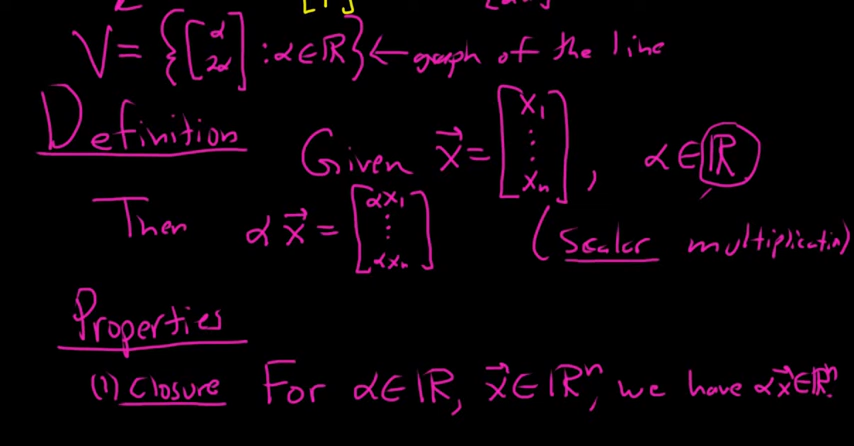 V = { [α 2α] : α ∈ ℝ } ← graph of the line
Definition
Given x⃗ = [x₁ ⋮ xₙ], α ∈ ℝ
Then αx⃗ = [αx₁ ⋮ αxₙ] (Scalar multiplication)
Properties
(1) Closure For α ∈ ℝ, x⃗ ∈ ℝⁿ, we have αx⃗ ∈ ℝⁿ.